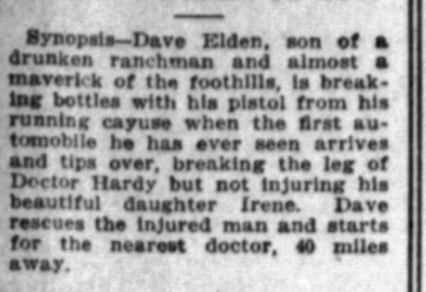 Synopsis—Dave Elden, son of a
drunken ranchman and almost a
maverick of the foothills, is break-
ing bottles with his pistol from his
running cayuse when the first au-
tomobile he has ever seen arrives
and tips over, breaking the leg of
Doctor Hardy but not injuring his
beautiful daughter Irene. Dave
rescues the injured man and starts
for the nearest doctor, 40 miles
away.